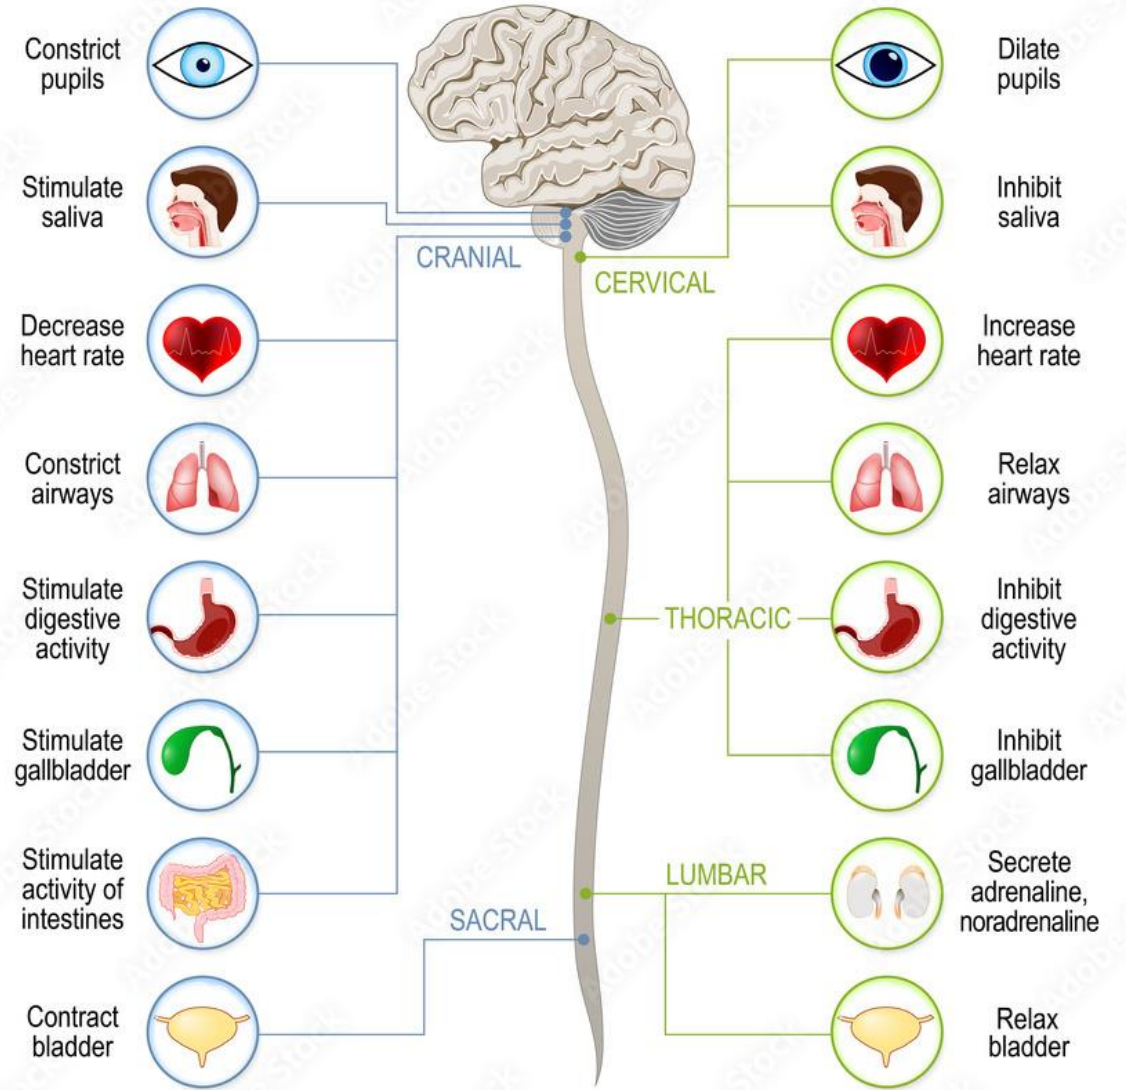 Constrict
pupils
Stimulate
saliva
Decrease
heart rate
Constrict
airways
Stimulate
digestive
activity
Stimulate
gallbladder
Stimulate
activity of
intestines
Contract
bladder
CRANIAL
CERVICAL
THORACIC
LUMBAR
SACRAL
Dilate
pupils
Inhibit
saliva
Increase
heart rate
Relax
airways
Inhibit
digestive
activity
Inhibit
gallbladder
Secrete
adrenaline,
noradrenaline
Relax
bladder
Adobe Stock